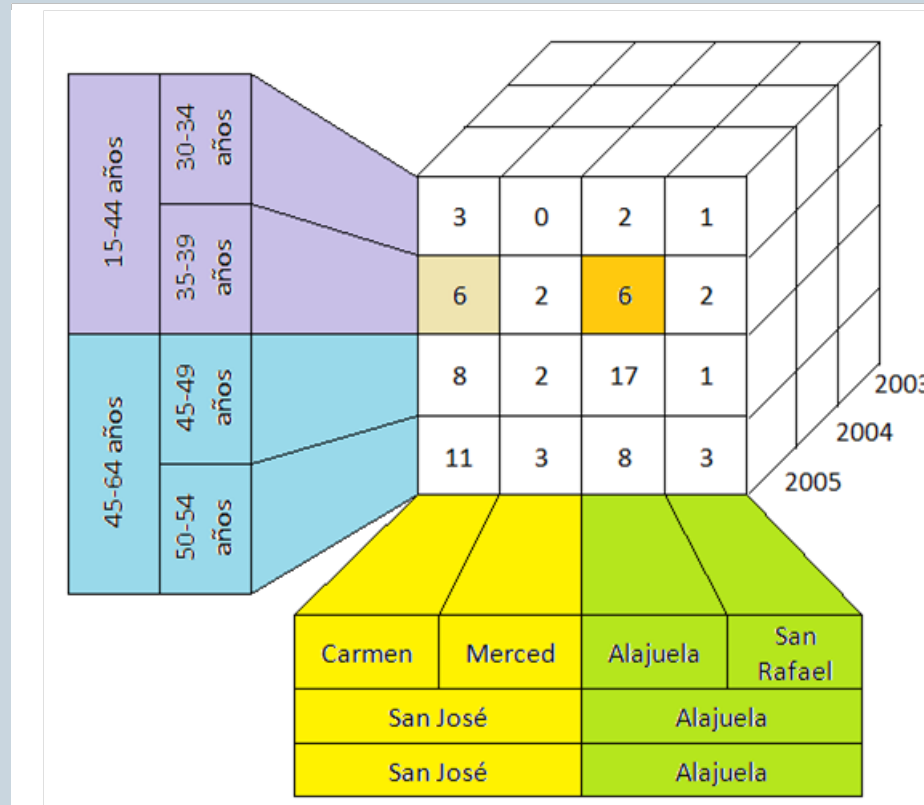 15-44 años
30-34
años
35-39
años
45-64 años
45-49
años
50-54
años
3 0 2 1
6 2 6 2
8 2 17 1
11 3 8 3
2003
2004
2005
Carmen Merced Alajuela San
Rafael
San José Alajuela
San José Alajuela